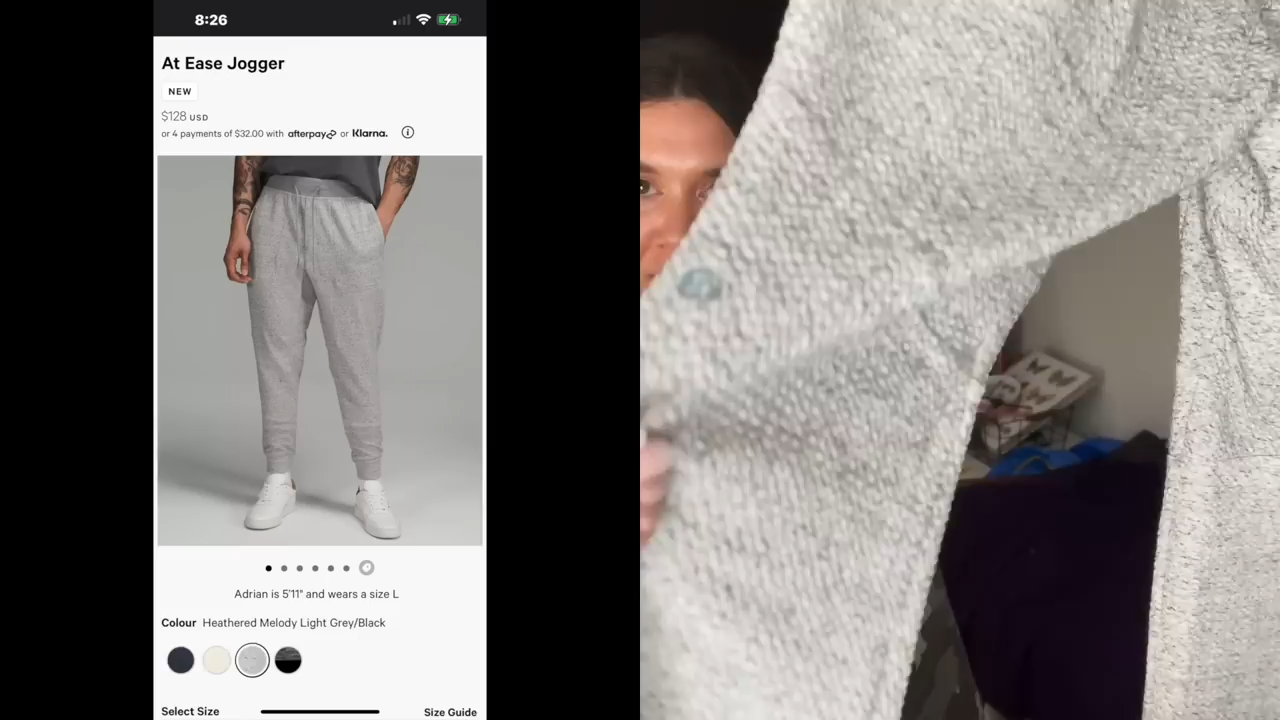 8:26
At Ease Jogger
NEW
$128 USD
or 4 payments of $32.00 with afterpay or Klarna.
Adrian is 5'11" and wears a size L
Colour Heathered Melody Light Grey/Black
Select Size
Size Guide